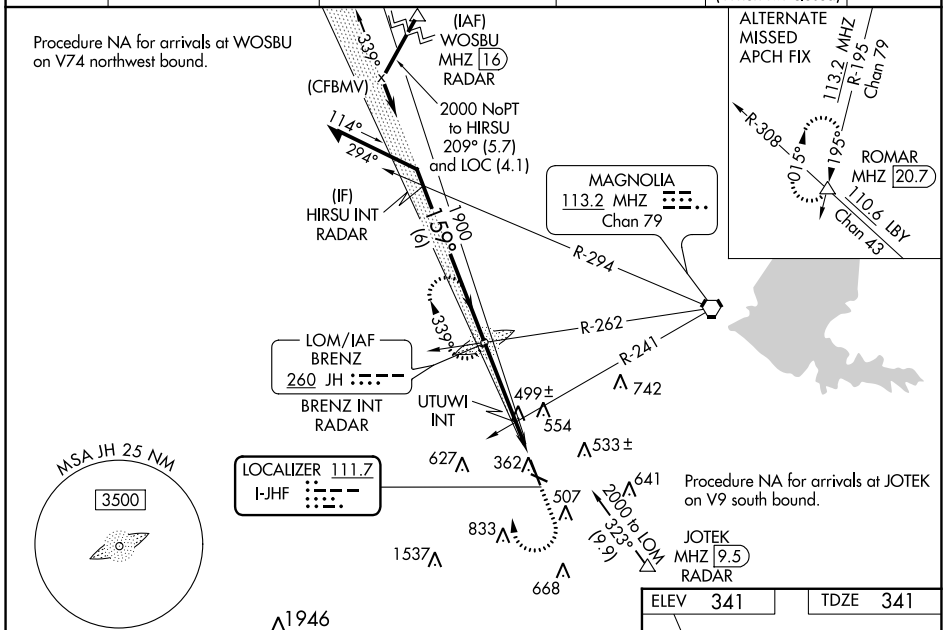 Procedure NA for arrivals at WOSBU
on V74 northwest bound.
339°
(IAF)
WOSBU
MHZ 16
RADAR
(CFBMV)
2000 NoPT
to HIRSU
209° (5.7)
and LOC (4.1)
114°
294°
(IF)
HIRSU INT
RADAR
159°
(6)
1900
MAGNOLIA
113.2 MHZ
Chan 79
R-294
R-262
R-241
339°
LOM/IAF
BRENZ
260 JH
BRENZ INT
RADAR
UTUWI
INT
499±
554
742
533±
627
362
LOCALIZER 111.7
I-JHF
507
641
833
1537
668
1946
2000 to LOM
323°
(9.9)
Procedure NA for arrivals at JOTEK
on V9 south bound.
JOTEK
MHZ 9.5
RADAR
MSA JH 25 NM
3500
ALTERNATE
MISSED
APCH FIX
113.2 MHZ
R-195
Chan 79
R-308
015°
195°
ROMAR
MHZ 20.7
110.6 LBY
Chan 43
ELEV 341
TDZE 341